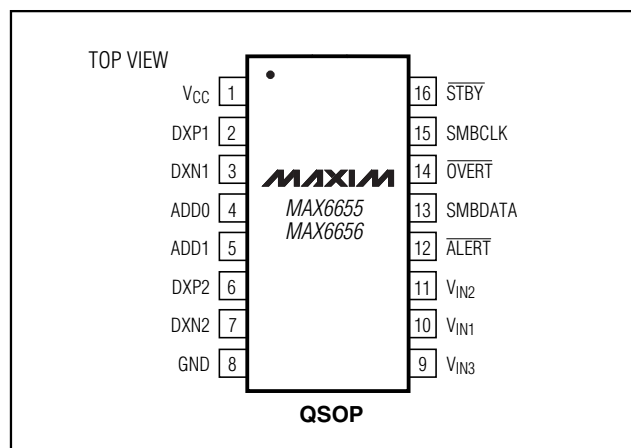 TOP VIEW
VCC 1
DXP1 2
DXN1 3
ADD0 4
ADD1 5
DXP2 6
DXN2 7
GND 8
MAXIM
MAX6655
MAX6656
16 STBY
15 SMBCLK
14 OVERT
13 SMBDATA
12 ALERT
11 VIN2
10 VIN1
9 VIN3
QSOP